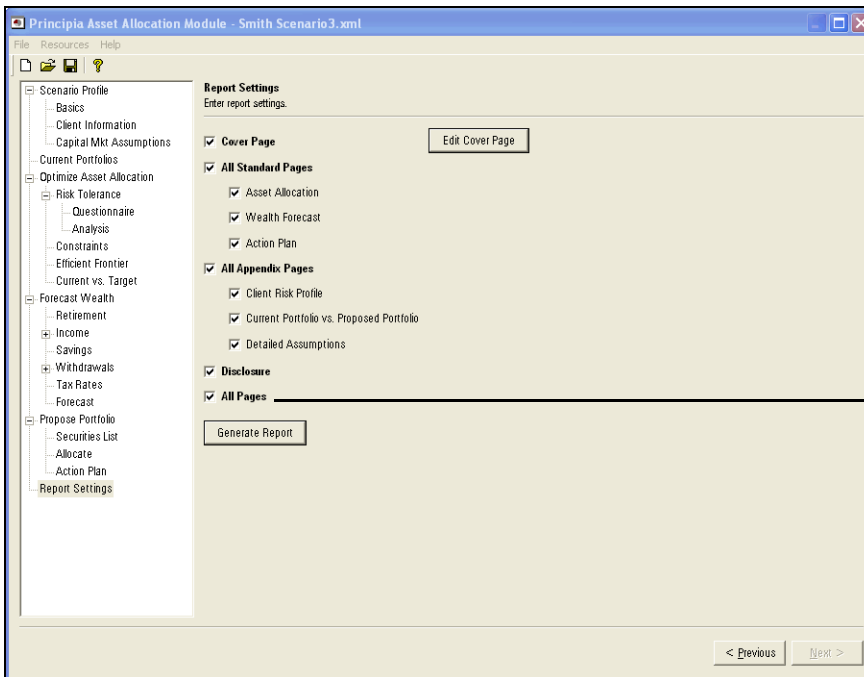 Principia Asset Allocation Module - Smith Scenario3.xml
File Resources Help
Scenario Profile
Basics
Client Information
Capital Mkt Assumptions
Current Portfolios
Optimize Asset Allocation
Risk Tolerance
Questionnaire
Analysis
Constraints
Efficient Frontier
Current vs. Target
Forecast Wealth
Retirement
Income
Savings
Withdrawals
Tax Rates
Forecast
Propose Portfolio
Securities List
Allocate
Action Plan
Report Settings
Report Settings
Enter report settings.
Cover Page
Edit Cover Page
All Standard Pages
Asset Allocation
Wealth Forecast
Action Plan
All Appendix Pages
Client Risk Profile
Current Portfolio vs. Proposed Portfolio
Detailed Assumptions
Disclosure
All Pages
Generate Report
< Previous
Next >